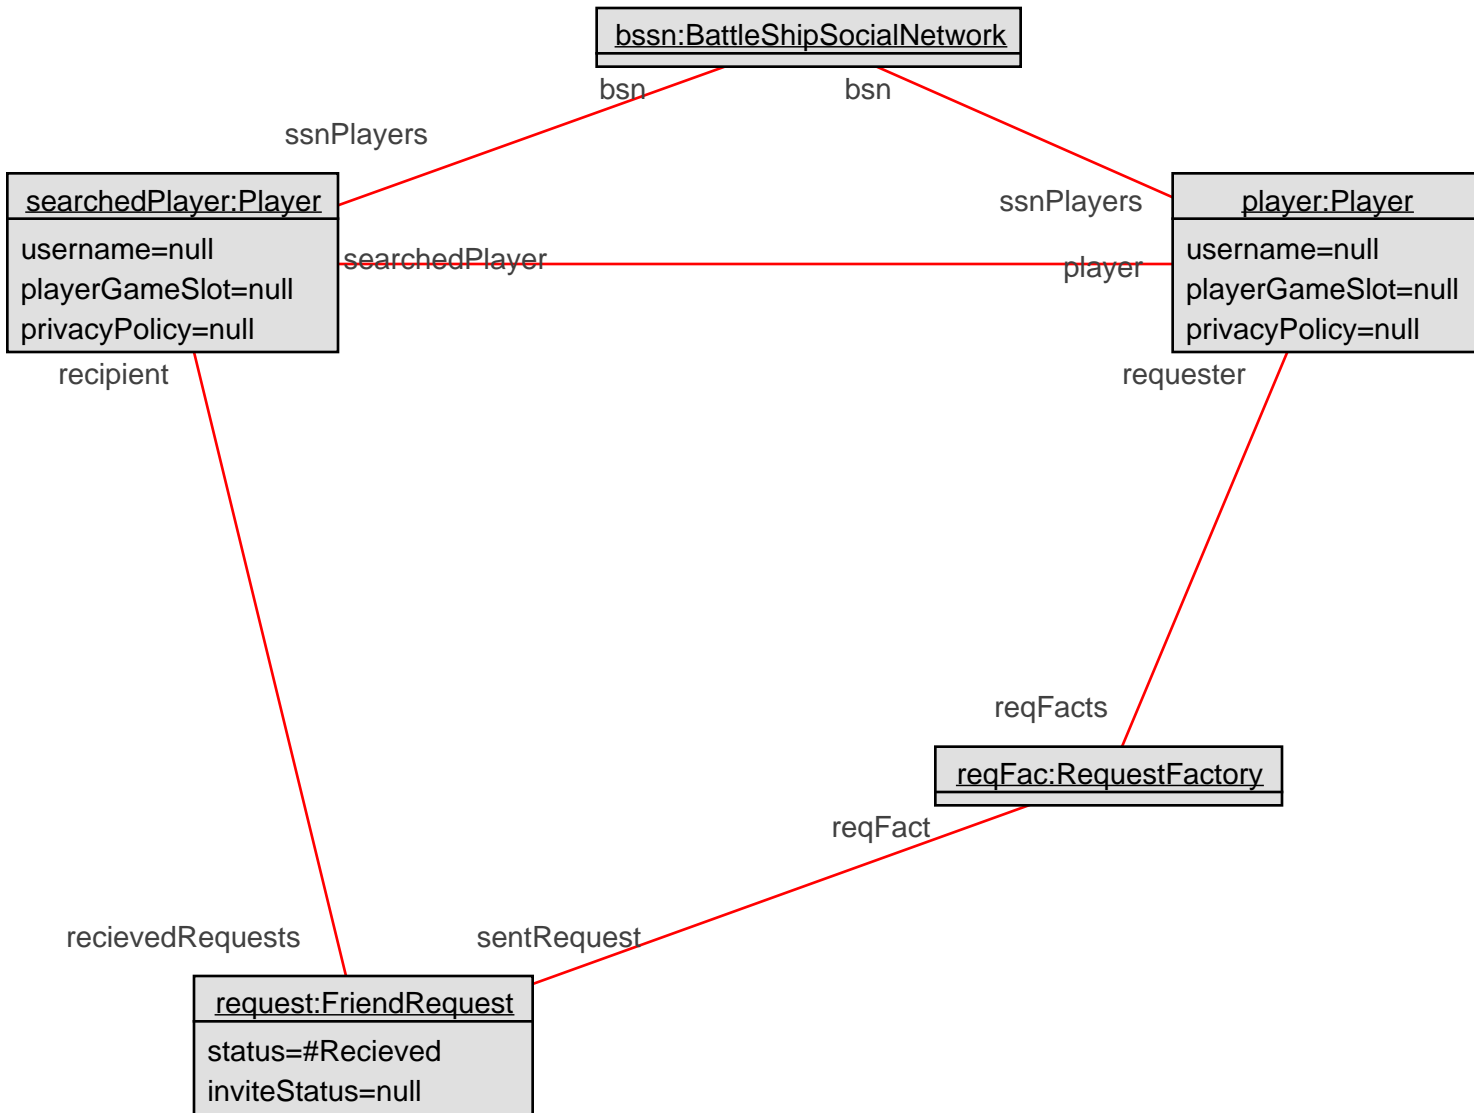 bssn:BattleShipSocialNetwork
bsn
bsn
ssnPlayers
searchedPlayer:Player
username=null
playerGameSlot=null
privacyPolicy=null
ssnPlayers
player:Player
username=null
playerGameSlot=null
privacyPolicy=null
searchedPlayer
player
recipient
requester
reqFacts
reqFac:RequestFactory
reqFact
recievedRequests
sentRequest
request:FriendRequest
status=#Recieved
inviteStatus=null